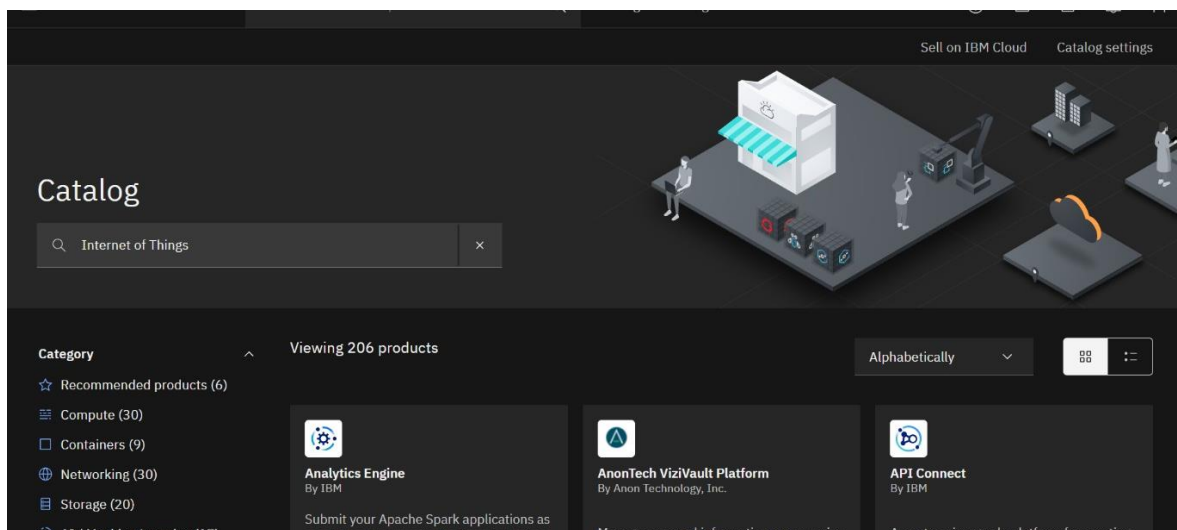 Sell on IBM Cloud Catalog settings
Catalog
Internet of Things
Category
Recommended products (6)
Compute (30)
Containers (9)
Networking (30)
Storage (20)
Viewing 206 products
Alphabetically
Analytics Engine
By IBM
Submit your Apache Spark applications as
AnonTech ViziVault Platform
By Anon Technology, Inc.
API Connect
By IBM